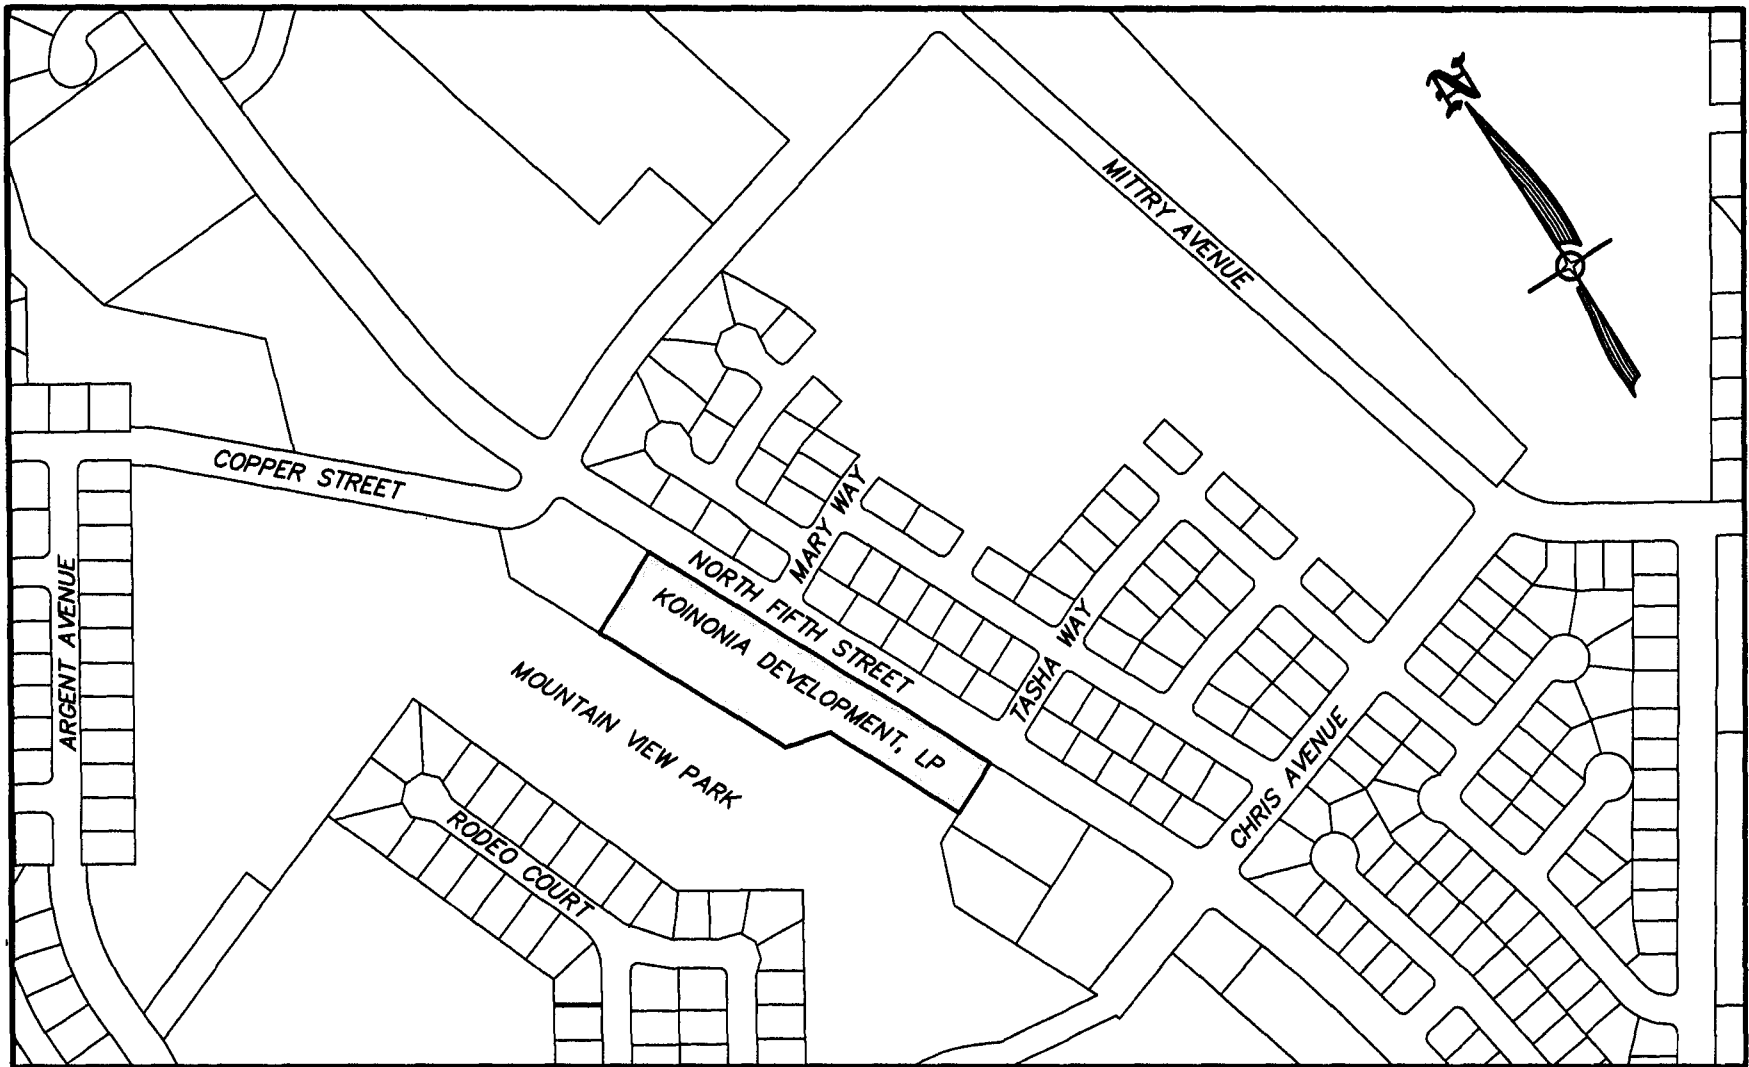 N
MITTRY AVENUE
COPPER STREET
MARY WAY
NORTH FIFTH STREET
KOINONIA DEVELOPMENT, LP
TASHA WAY
ARGENT AVENUE
MOUNTAIN VIEW PARK
CHRIS AVENUE
RODEO COURT